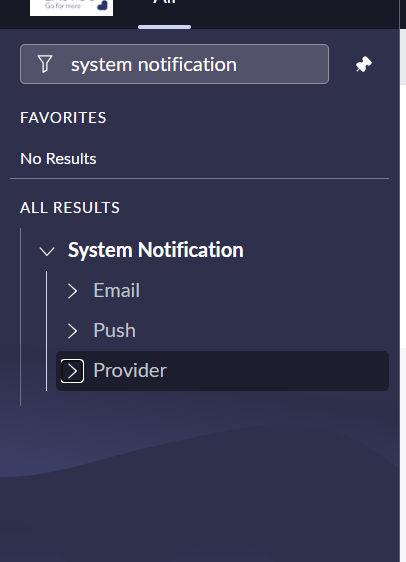 Go for more
All
system notification
FAVORITES
No Results
ALL RESULTS
System Notification
Email
Push
Provider